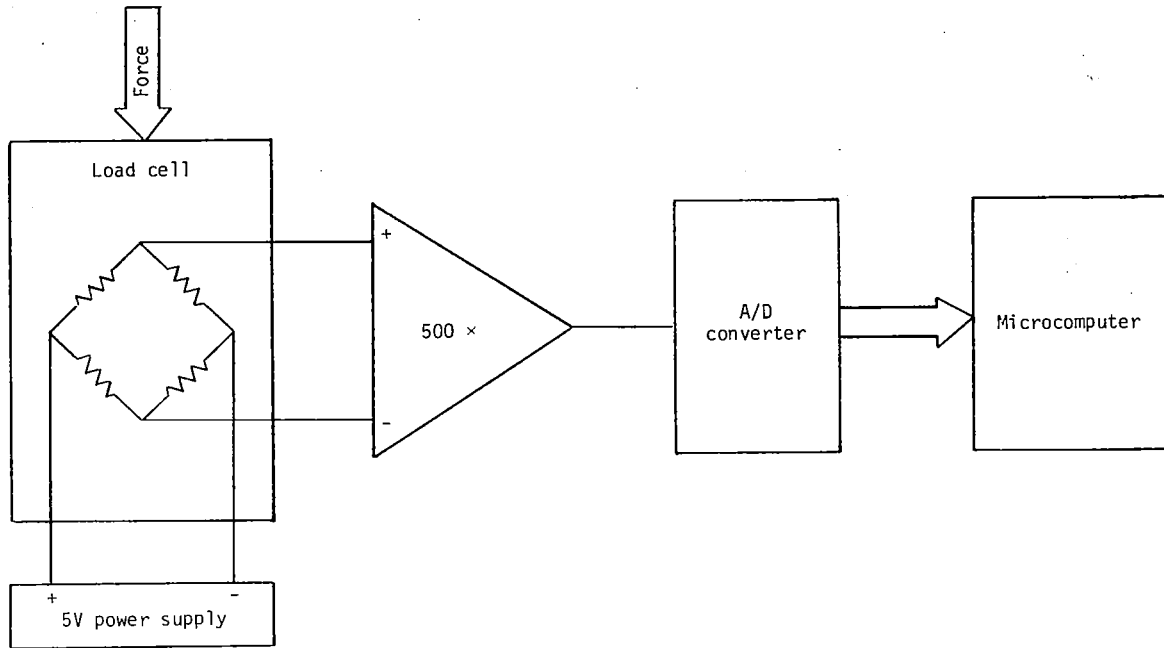 Force
Load cell
+
-
500 ×
A/D
converter
Microcomputer
+ -
5V power supply